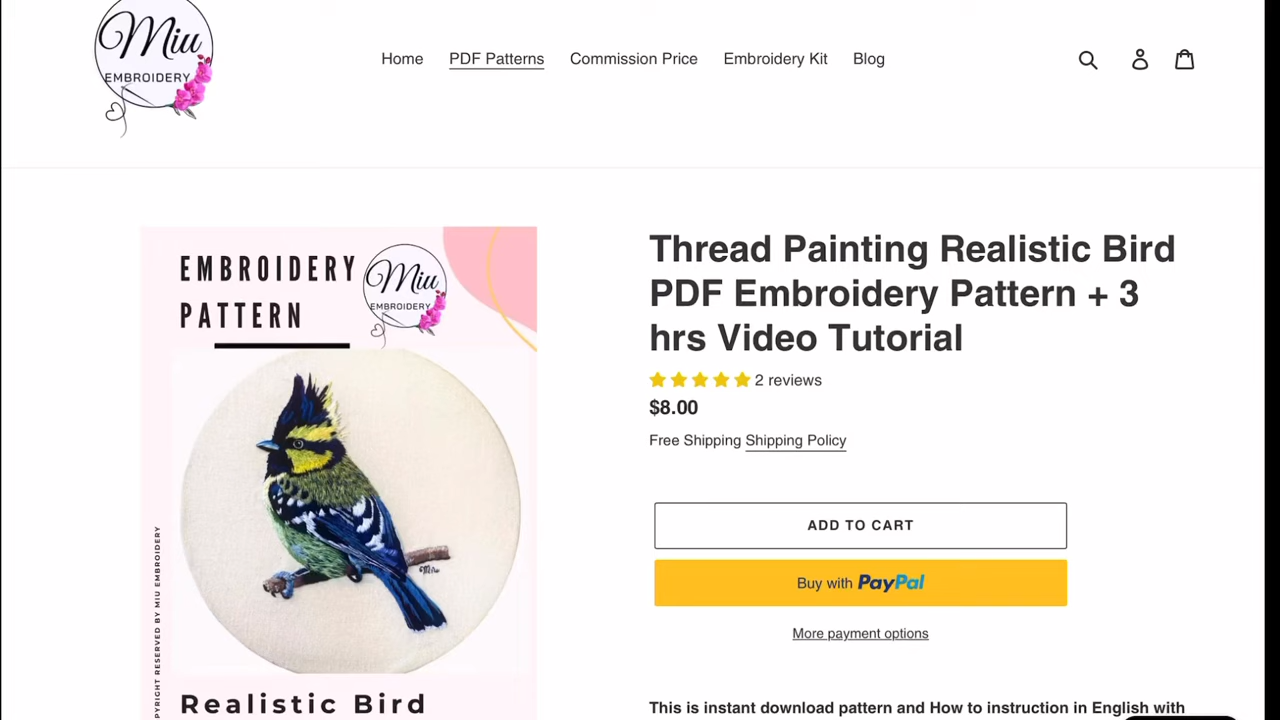 Miu
EMBROIDERY
Home
PDF Patterns
Commission Price
Embroidery Kit
Blog
EMBROIDERY
PATTERN
Miu
EMBROIDERY
Miu
PYRIGHT RESERVED BY MIU EMBROIDERY
Realistic Bird
Thread Painting Realistic Bird
PDF Embroidery Pattern + 3
hrs Video Tutorial
2 reviews
$8.00
Free Shipping Shipping Policy
ADD TO CART
Buy with PayPal
More payment options
This is instant download pattern and How to instruction in English with